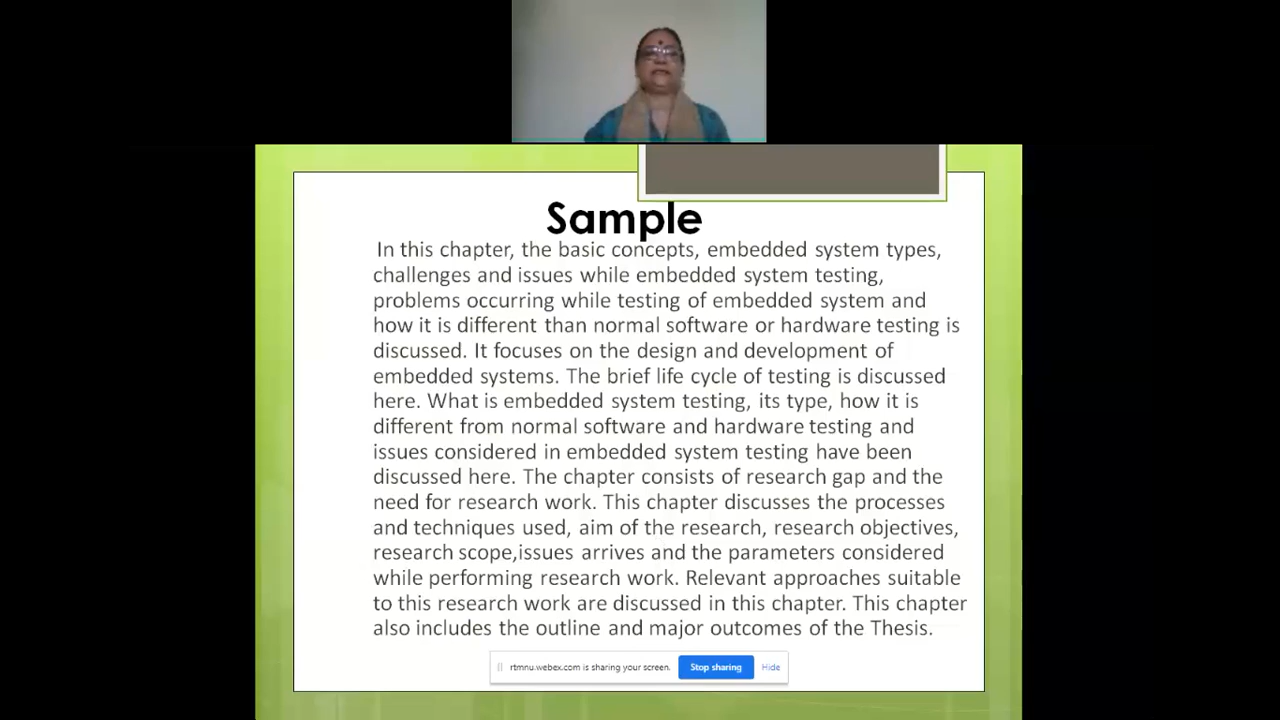 Sample
In this chapter, the basic concepts, embedded system types,
challenges and issues while embedded system testing,
problems occurring while testing of embedded system and
how it is different than normal software or hardware testing is
discussed. It focuses on the design and development of
embedded systems. The brief life cycle of testing is discussed
here. What is embedded system testing, its type, how it is
different from normal software and hardware testing and
issues considered in embedded system testing have been
discussed here. The chapter consists of research gap and the
need for research work. This chapter discusses the processes
and techniques used, aim of the research, research objectives,
research scope,issues arrives and the parameters considered
while performing research work. Relevant approaches suitable
to this research work are discussed in this chapter. This chapter
also includes the outline and major outcomes of the Thesis.
rtmnu.webex.com is sharing your screen. Stop sharing Hide